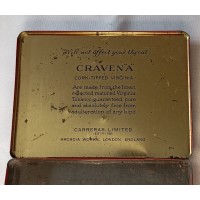 Will not affect your throat
CRAVEN "A"
CORK-TIPPED VIRGINIA
Are made from the finest
selected matured Virginia
Tobacco, guaranteed pure
and absolutely free from
adulteration of any kind
CARRERAS LIMITED
ARCADIA WORKS, LONDON, ENGLAND